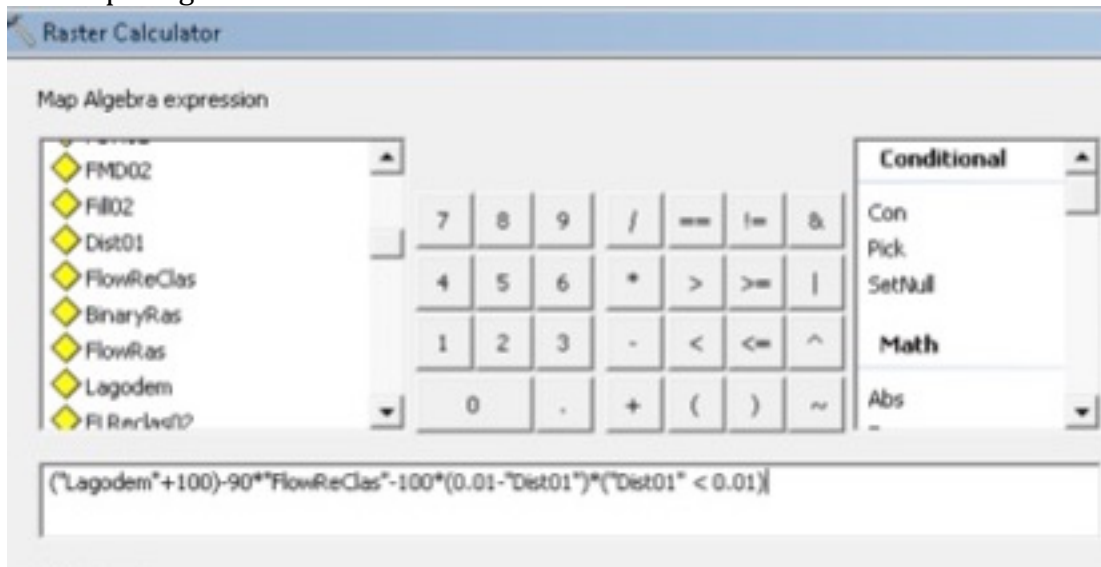 Raster Calculator
Map Algebra expression
FMD02
Fill02
Dist01
FlowReClas
BinaryRas
FlowRas
Lagodem
7 8 9 / == != &
4 5 6 * > >= |
1 2 3 - < <= ^
0 . + ( ) ~
Conditional
Con
Pick
SetNull
Math
Abs
("Lagodem"+100)-90*"FlowReClas"-100*(0.01-"Dist01")*("Dist01" < 0.01)